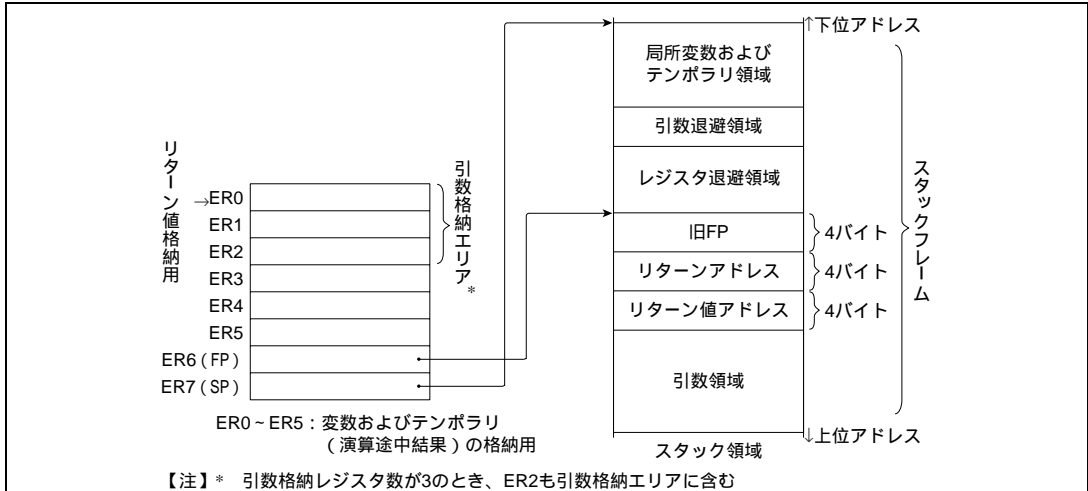 リターン値格納用
→ER0
ER1
ER2
ER3
ER4
ER5
ER6（FP）
ER7（SP）
引数格納エリア*
ER0～ER5：変数およびテンポラリ
（演算途中結果）の格納用
↑下位アドレス
局所変数および
テンポラリ領域
引数退避領域
レジスタ退避領域
旧FP
4バイト
リターンアドレス
4バイト
リターン値アドレス
4バイト
引数領域
スタックフレーム
↓上位アドレス
スタック領域
【注】* 引数格納レジスタ数が3のとき、ER2も引数格納エリアに含む